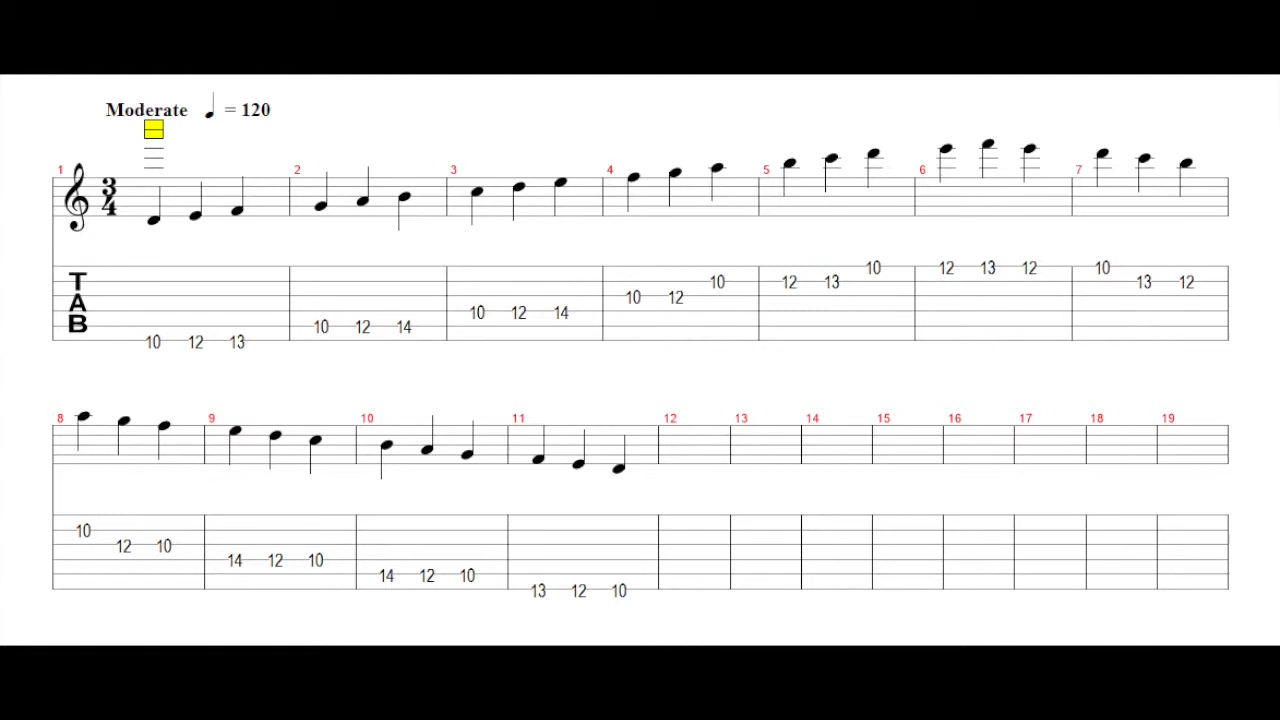 Moderate ♩ = 120
1 2 3 4 5 6 7
3
4
T
A
B
10 12 13 12 10
10 12 13 13 12
10 12
10 12 14
10 12 14
10 12 13
8 9 10 11 12 13 14 15 16 17 18 19
10
12 10
14 12 10
14 12 10
13 12 10